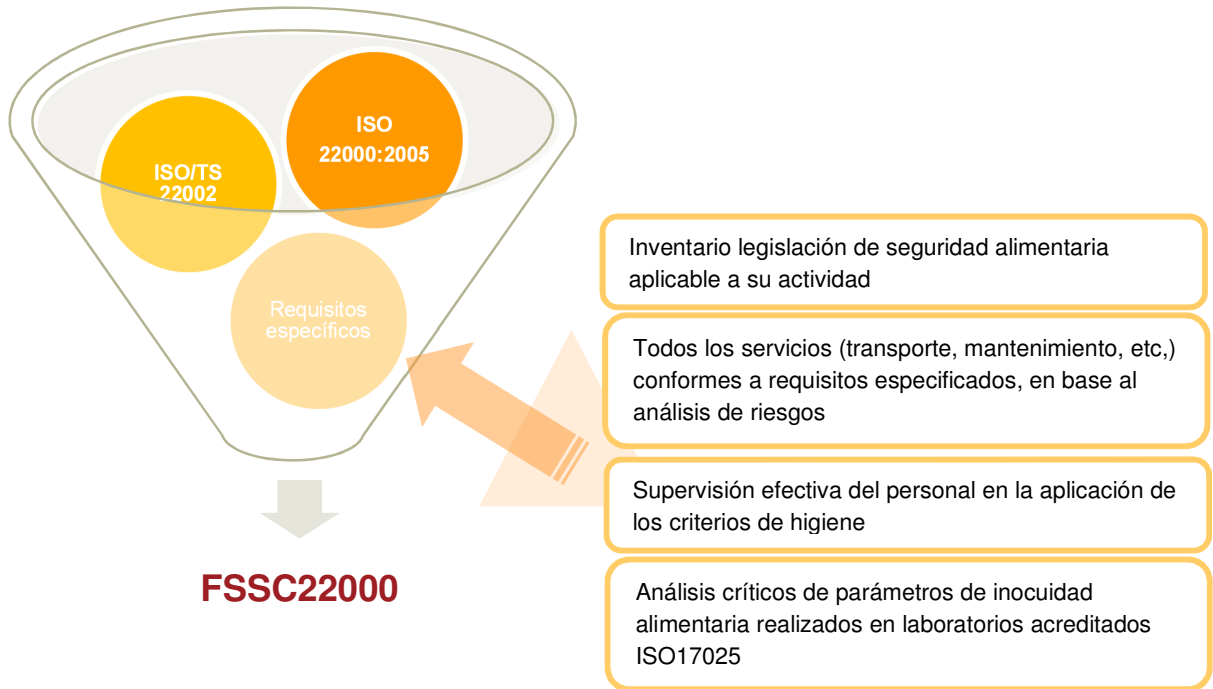 ISO
22000:2005
ISO/TS
22002
Requisitos
específicos
FSSC22000
Inventario legislación de seguridad alimentaria
aplicable a su actividad
Todos los servicios (transporte, mantenimiento, etc,)
conformes a requisitos especificados, en base al
análisis de riesgos
Supervisión efectiva del personal en la aplicación de
los criterios de higiene
Análisis críticos de parámetros de inocuidad
alimentaria realizados en laboratorios acreditados
ISO17025